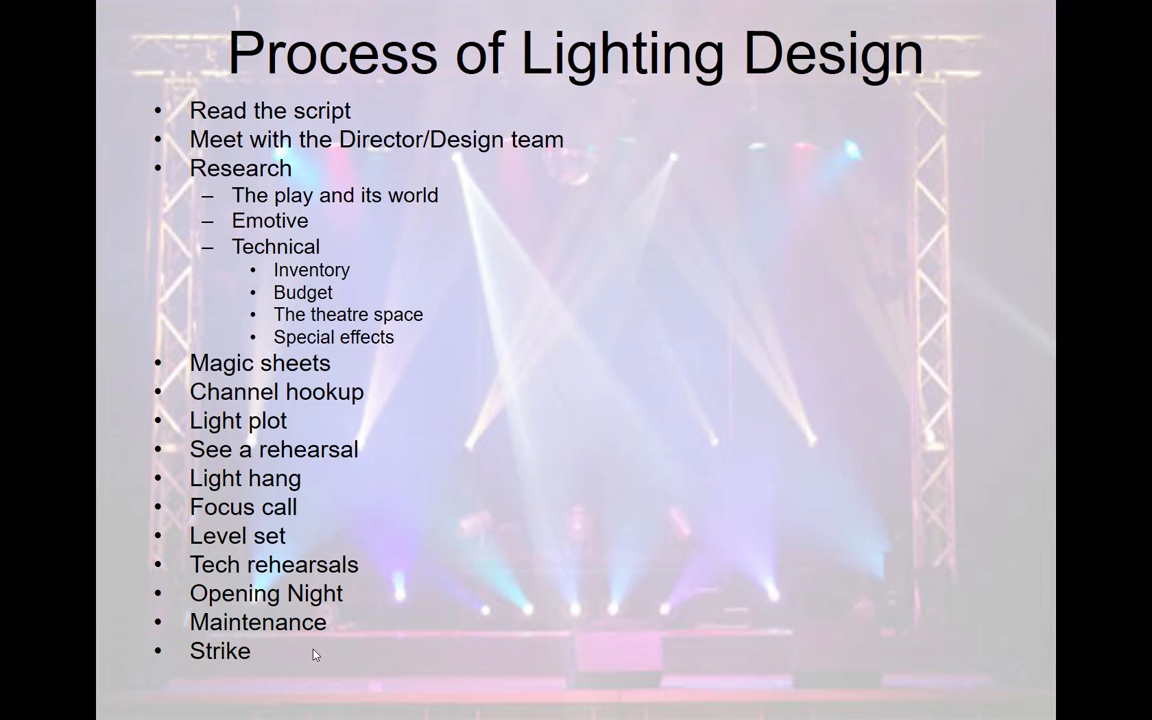 Process of Lighting Design
• Read the script
• Meet with the Director/Design team
• Research
– The play and its world
– Emotive
– Technical
• Inventory
• Budget
• The theatre space
• Special effects
• Magic sheets
• Channel hookup
• Light plot
• See a rehearsal
• Light hang
• Focus call
• Level set
• Tech rehearsals
• Opening Night
• Maintenance
• Strike